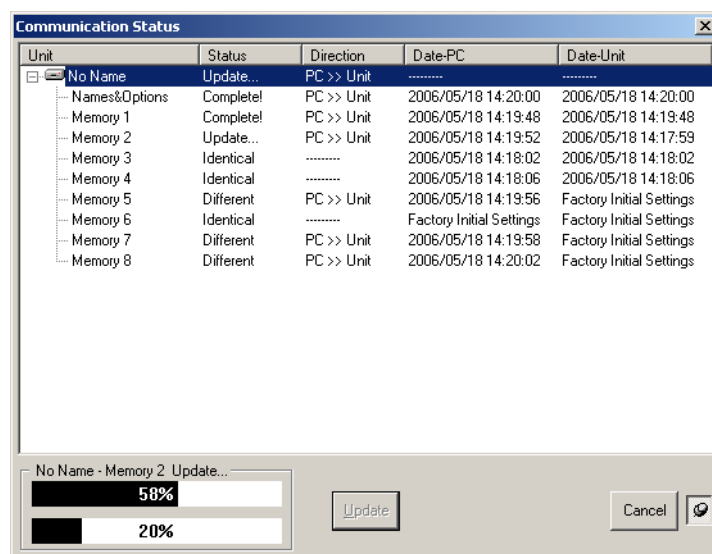 Communication Status
Unit Status Direction Date-PC Date-Unit
No Name Update... PC >> Unit --------- ---------
Names&Options Complete! PC >> Unit 2006/05/18 14:20:00 2006/05/18 14:20:00
Memory 1 Complete! PC >> Unit 2006/05/18 14:19:48 2006/05/18 14:19:48
Memory 2 Update... PC >> Unit 2006/05/18 14:19:52 2006/05/18 14:17:59
Memory 3 Identical --------- 2006/05/18 14:18:02 2006/05/18 14:18:02
Memory 4 Identical --------- 2006/05/18 14:18:06 2006/05/18 14:18:06
Memory 5 Different PC >> Unit 2006/05/18 14:19:56 Factory Initial Settings
Memory 6 Identical --------- Factory Initial Settings Factory Initial Settings
Memory 7 Different PC >> Unit 2006/05/18 14:19:58 Factory Initial Settings
Memory 8 Different PC >> Unit 2006/05/18 14:20:02 Factory Initial Settings
No Name - Memory 2 Update...
58%
Update Cancel
20%